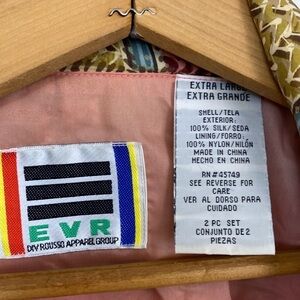 EXTRA LARGE
EXTRA GRANDE
SHELL/TELA
EXTERIOR:
100% SILK/SEDA
LINING/FORRO:
100% NYLON/NILÓN
MADE IN CHINA
HECHO EN CHINA
RN#45749
SEE REVERSE FOR
CARE
VER AL DORSO PARA
CUIDADO
2 PC SET
CONJUNTO DE 2
PIEZAS
EVR
DIV ROUSSO APPAREL GROUP